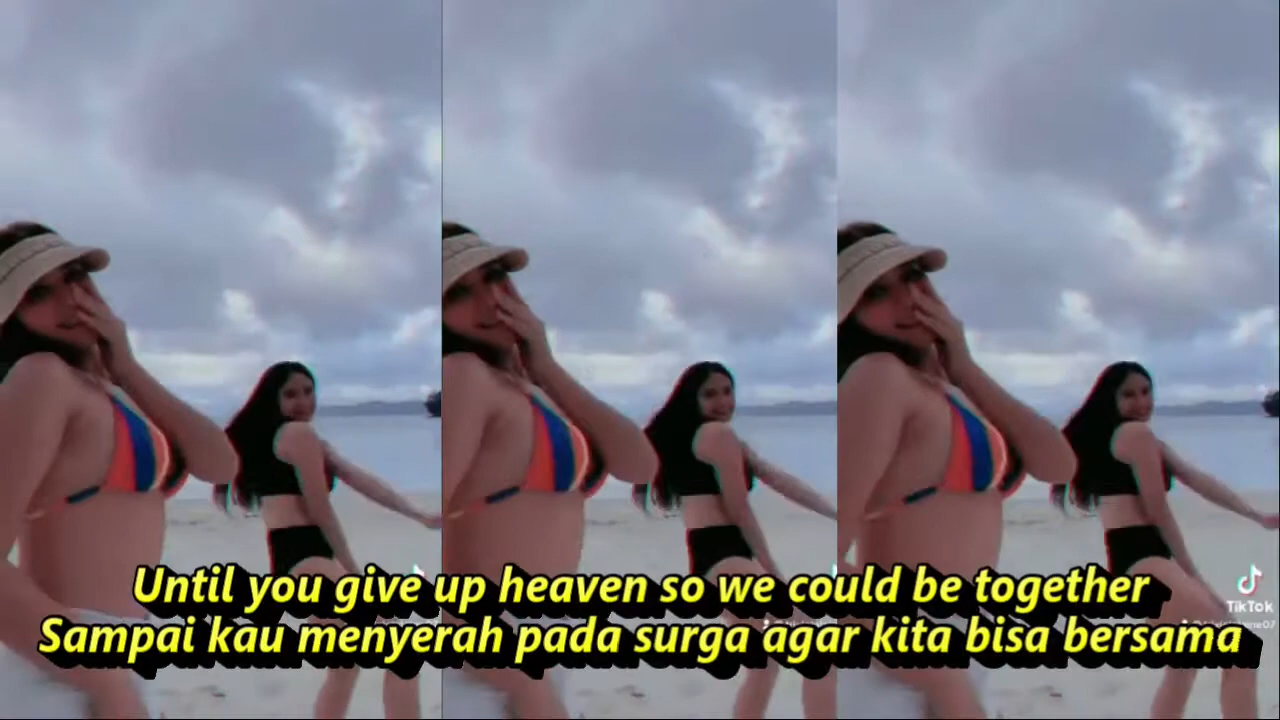 Until you give up heaven so we could be together
Sampai kau menyerah pada surga agar kita bisa bersama
TikTok